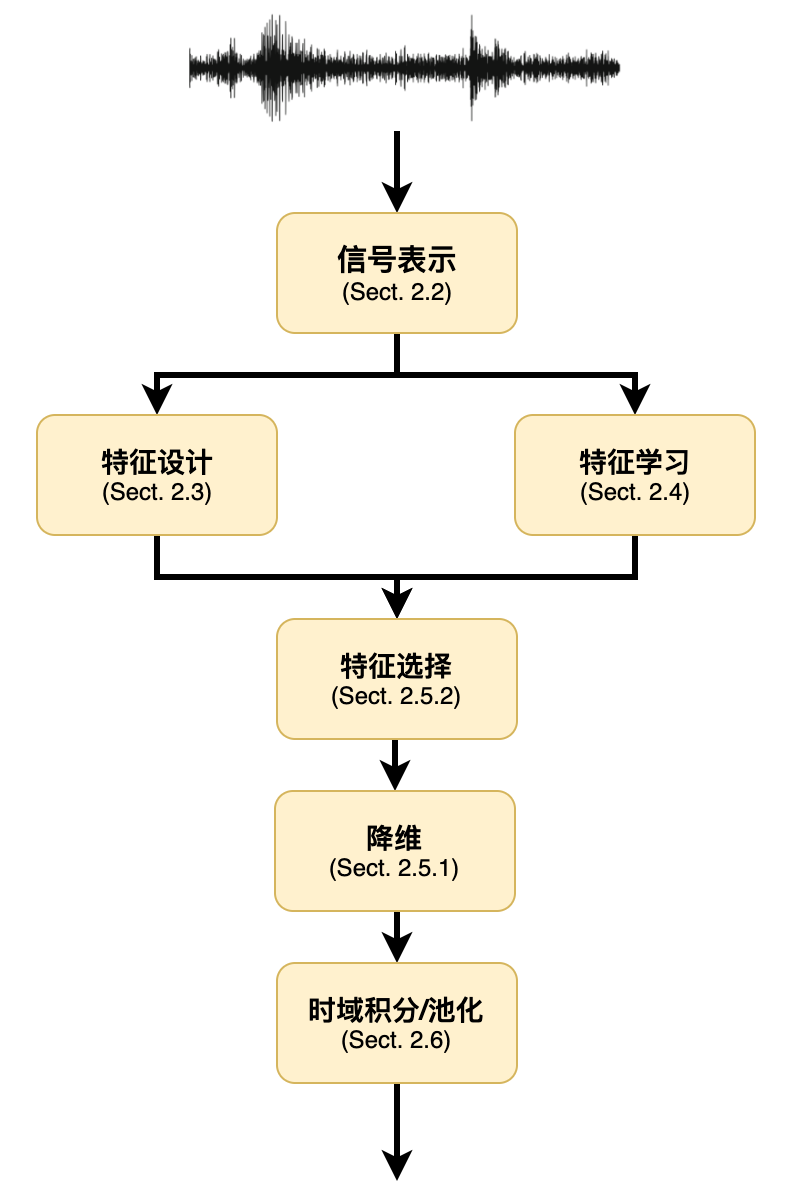 信号表示
(Sect. 2.2)
特征设计
(Sect. 2.3)
特征学习
(Sect. 2.4)
特征选择
(Sect. 2.5.2)
降维
(Sect. 2.5.1)
时域积分/池化
(Sect. 2.6)